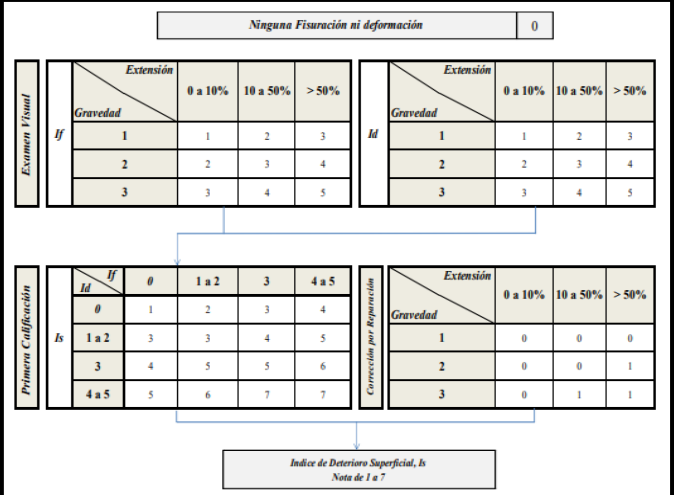 Ninguna Fisuración ni deformación 0
Examen Visual
If
Extensión
Gravedad
0 a 10% 10 a 50% > 50%
1 1 2 3
2 2 3 4
3 3 4 5
Id
Extensión
Gravedad
0 a 10% 10 a 50% > 50%
1 1 2 3
2 2 3 4
3 3 4 5
Primera Calificación
Is
If
Id
0 1 a 2 3 4 a 5
0 1 2 3 4
1 a 2 3 3 4 5
3 4 5 5 6
4 a 5 5 6 7 7
Corrección por Reparación
Extensión
Gravedad
0 a 10% 10 a 50% > 50%
1 0 0 0
2 0 0 1
3 0 1 1
Indice de Deterioro Superficial, Is
Nota de 1 a 7